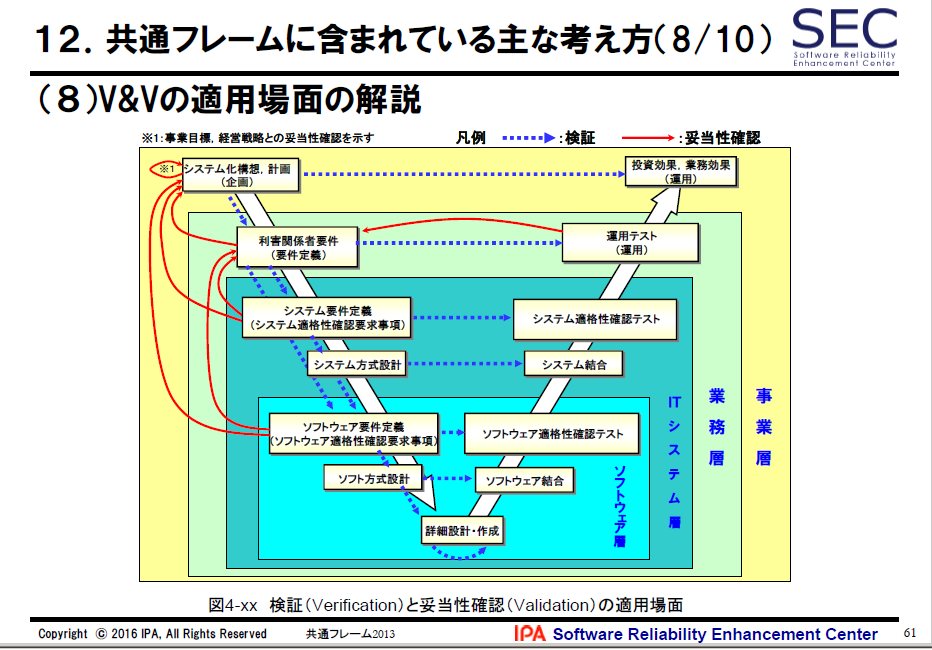 １２．共通フレームに含まれている主な考え方（８/１０）
SEC
Software Reliability
Enhancement Center
（８）V&Vの適用場面の解説
※1：事業目標，経営戦略との妥当性確認を示す
凡例
：検証
：妥当性確認
※1
システム化構想，計画
（企画）
投資効果，業務効果
（運用）
利害関係者要件
（要件定義）
運用テスト
（運用）
システム要件定義
（システム適格性確認要求事項）
システム適格性確認テスト
システム方式設計
システム結合
ソフトウェア要件定義
（ソフトウェア適格性確認要求事項）
ソフトウェア適格性確認テスト
ソフト方式設計
ソフトウェア結合
詳細設計・作成
ソフトウェア層
ITシステム層
業務層
事業層
図4-xx 検証（Verification）と妥当性確認（Validation）の適用場面
Copyright © 2016 IPA, All Rights Reserved
共通フレーム2013
IPA Software Reliability Enhancement Center
61